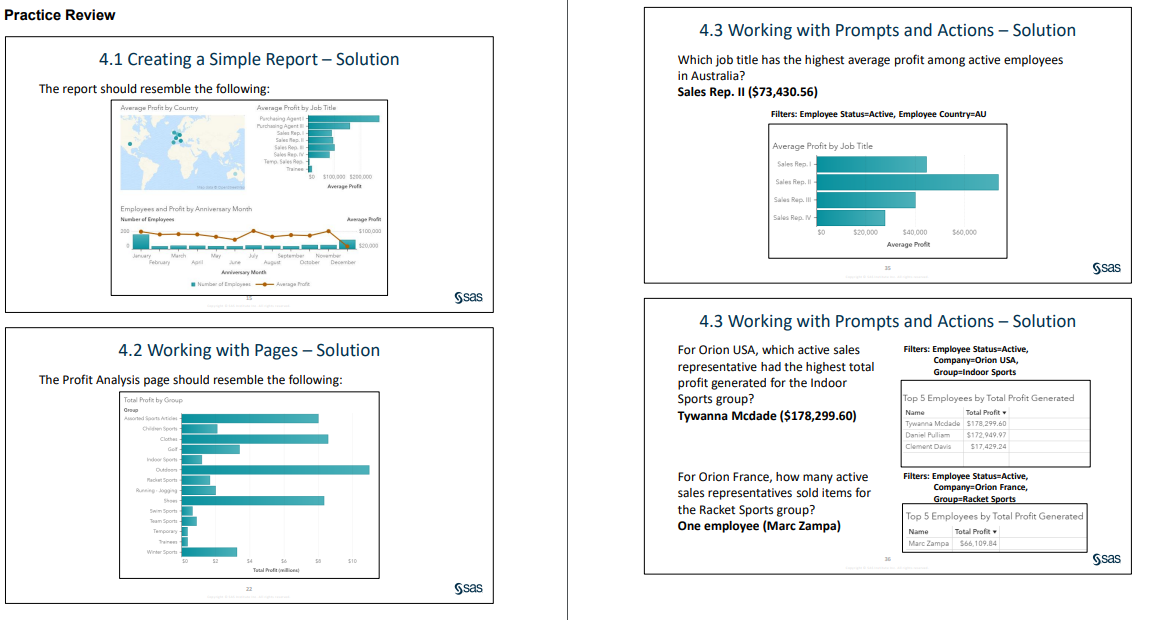 Practice Review
4.1 Creating a Simple Report – Solution
The report should resemble the following:
Average Profit by Country
Average Profit by Job Title
Purchasing Agent I
Purchasing Agent III
Sales Rep. I
Sales Rep. II
Sales Rep. III
Sales Rep. IV
Temp. Sales Rep.
Trainee
$0 $100,000 $200,000
Average Profit
Employees and Profit by Anniversary Month
Number of Employees
Average Profit
200
0
$100,000
$20,000
January March May July September November
February April June August October December
Anniversary Month
Number of Employees Average Profit
15
sas
4.2 Working with Pages – Solution
The Profit Analysis page should resemble the following:
Total Profit by Group
Group
Assorted Sports Articles
Children Sports
Clothes
Golf
Indoor Sports
Outdoors
Racket Sports
Running - Jogging
Shoes
Swim Sports
Team Sports
Temporary
Trainees
Winter Sports
$0 $2 $4 $6 $8 $10
Total Profit (millions)
22
sas
4.3 Working with Prompts and Actions – Solution
Which job title has the highest average profit among active employees
in Australia?
Sales Rep. II ($73,430.56)
Filters: Employee Status=Active, Employee Country=AU
Average Profit by Job Title
Sales Rep. I
Sales Rep. II
Sales Rep. III
Sales Rep. IV
$0 $20,000 $40,000 $60,000
Average Profit
35
sas
4.3 Working with Prompts and Actions – Solution
For Orion USA, which active sales
representative had the highest total
profit generated for the Indoor
Sports group?
Tywanna Mcdade ($178,299.60)
Filters: Employee Status=Active,
Company=Orion USA,
Group=Indoor Sports
Top 5 Employees by Total Profit Generated
Name Total Profit ▼
Tywanna Mcdade $178,299.60
Daniel Pulliam $172,949.97
Clement Davis $17,429.24
For Orion France, how many active
sales representatives sold items for
the Racket Sports group?
One employee (Marc Zampa)
Filters: Employee Status=Active,
Company=Orion France,
Group=Racket Sports
Top 5 Employees by Total Profit Generated
Name Total Profit ▼
Marc Zampa $66,109.84
36
sas